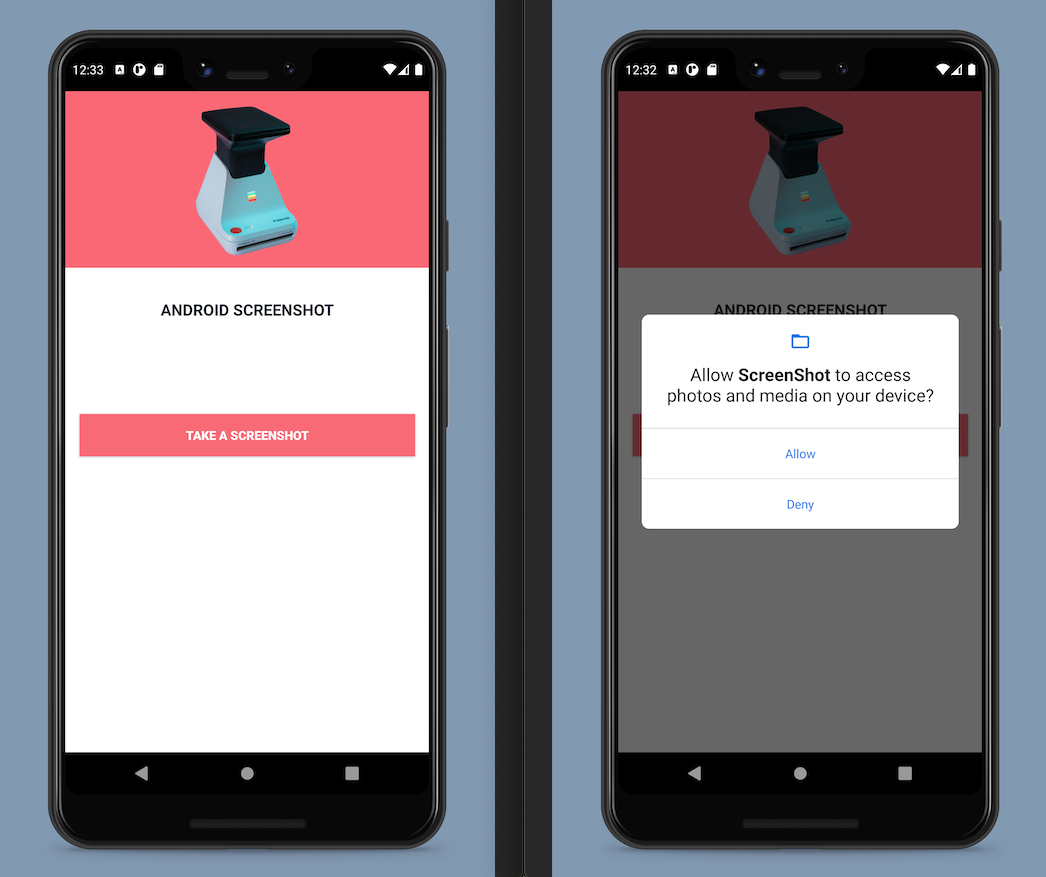 12:33
ANDROID SCREENSHOT
TAKE A SCREENSHOT
12:32
ANDROID SCREENSHOT
Allow ScreenShot to access
photos and media on your device?
Allow
Deny